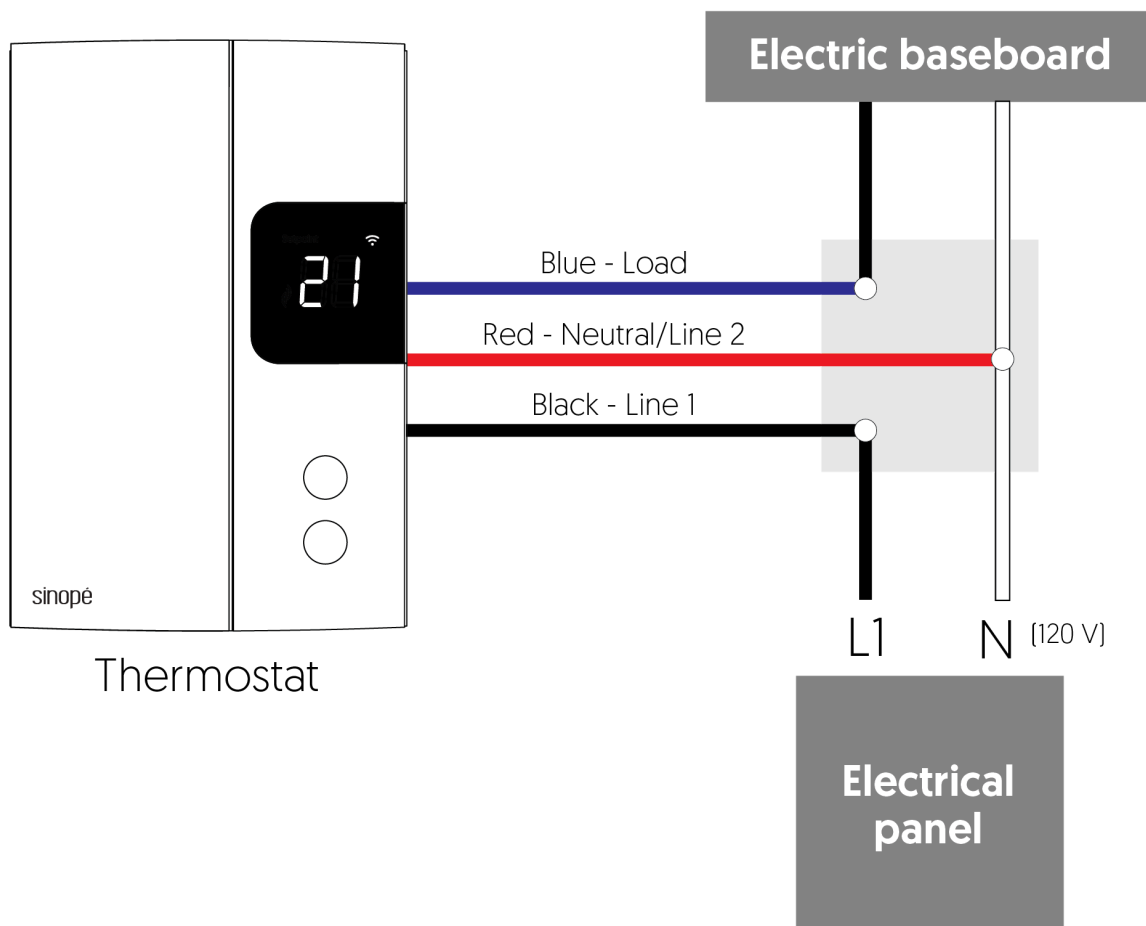 Electric baseboard
21
Blue - Load
Red - Neutral/Line 2
Black - Line 1
sinopé
Thermostat
L1 N (120 V)
Electrical
panel